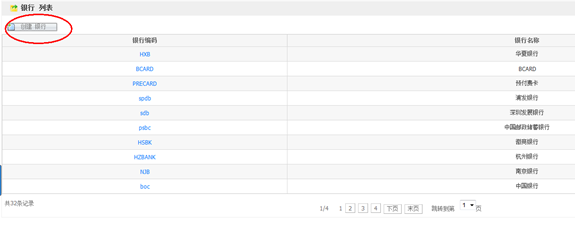 银行 列表
创建 银行
银行编码 银行名称
HXB 华夏银行
BCARD BCARD
PRECARD 预付费卡
spdb 浦发银行
sdb 深圳发展银行
psbc 中国邮政储蓄银行
HSBK 徽商银行
HZBANK 杭州银行
NJB 南京银行
boc 中国银行
共32条记录 1/4 1 2 3 4 下页 末页 跳转到第 1 页